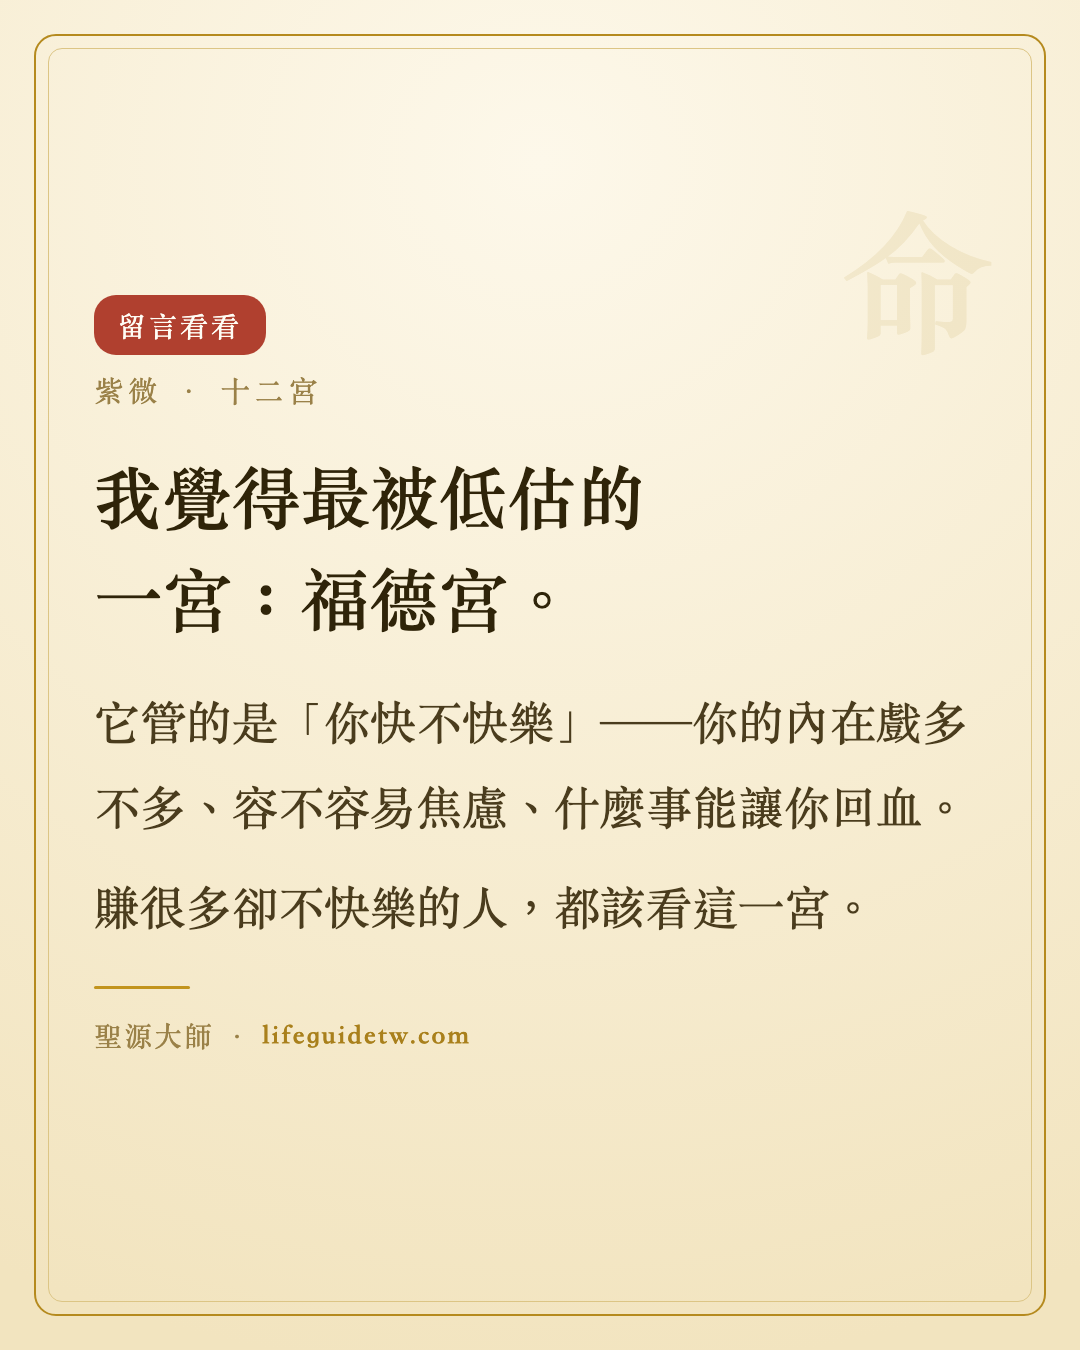 命
留言看看
紫微 · 十二宮
我覺得最被低估的
一宮：福德宮。
它管的是「你快不快樂」——你的內在戲多
不多、容不容易焦慮、什麼事能讓你回血。
賺很多卻不快樂的人，都該看這一宮。
聖源大師 · lifeguidetw.com